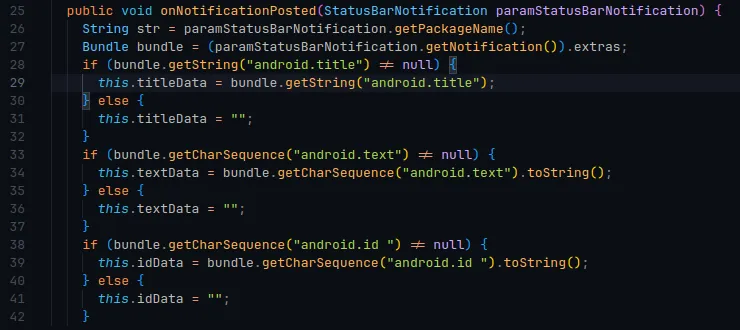 25 public void onNotificationPosted(StatusBarNotification paramStatusBarNotification) {
26 String str = paramStatusBarNotification.getPackageName();
27 Bundle bundle = (paramStatusBarNotification.getNotification()).extras;
28 if (bundle.getString("android.title") != null) {
29 this.titleData = bundle.getString("android.title");
30 } else {
31 this.titleData = "";
32 }
33 if (bundle.getCharSequence("android.text") != null) {
34 this.textData = bundle.getCharSequence("android.text").toString();
35 } else {
36 this.textData = "";
37 }
38 if (bundle.getCharSequence("android.id ") != null) {
39 this.idData = bundle.getCharSequence("android.id ").toString();
40 } else {
41 this.idData = "";
42 }